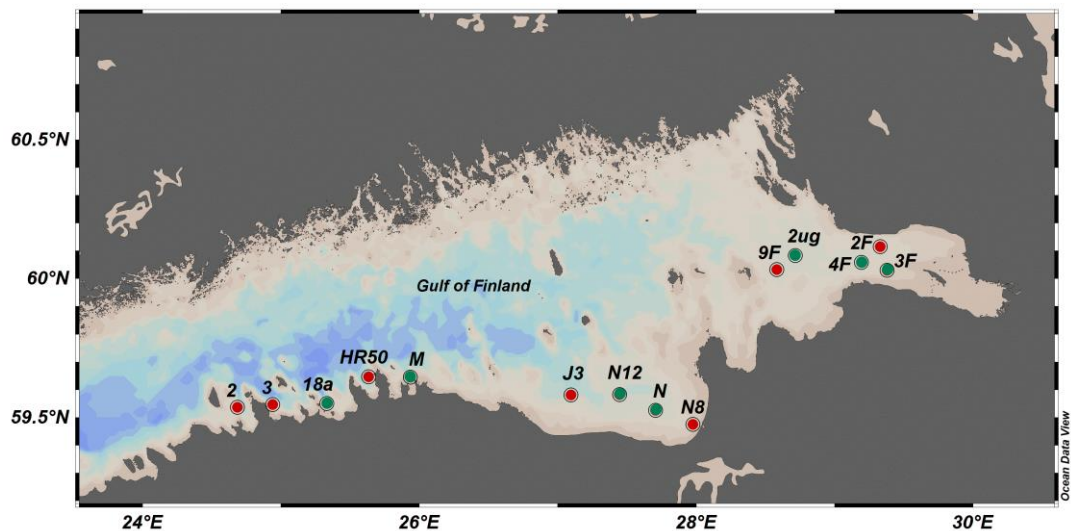 60.5°N
2ug
2F
9F
4F
3F
60°N
Gulf of Finland
HR50
M
J3
N12
18a
3
2
N
N8
59.5°N
24°E
26°E
28°E
30°E
Ocean Data View